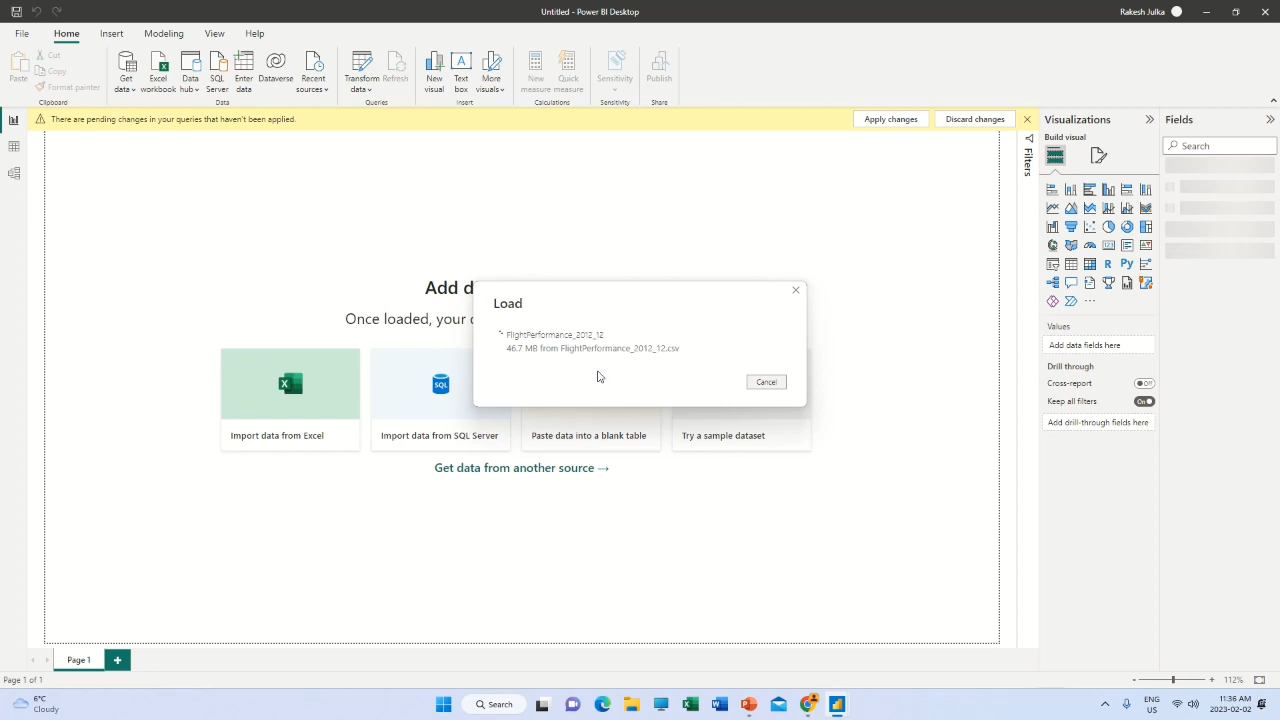 Untitled - Power BI Desktop
Rakesh Julka
File Home Insert Modeling View Help
Paste
Cut
Copy
Format painter
Clipboard
Get data
Excel workbook
Data hub
SQL Server
Enter data
Dataverse
Recent sources
Data
Transform data
Refresh
Queries
New visual
Text box
More visuals
Insert
New measure
Quick measure
Calculations
Sensitivity
Sensitivity
Publish
Share
There are pending changes in your queries that haven't been applied.
Apply changes
Discard changes
Filters
Visualizations
Build visual
R
Py
Values
Add data fields here
Drill through
Cross-report
Off
Keep all filters
On
Add drill-through fields here
Fields
Search
Add d
Once loaded, your d
Load
FlightPerformance_2012_12
46.7 MB from FlightPerformance_2012_12.csv
Cancel
SQL
Import data from Excel
Import data from SQL Server
Paste data into a blank table
Try a sample dataset
Get data from another source →
Page 1
Page 1 of 1
112%
6°C
Cloudy
Search
ENG
US
11:36 AM
2023-02-02